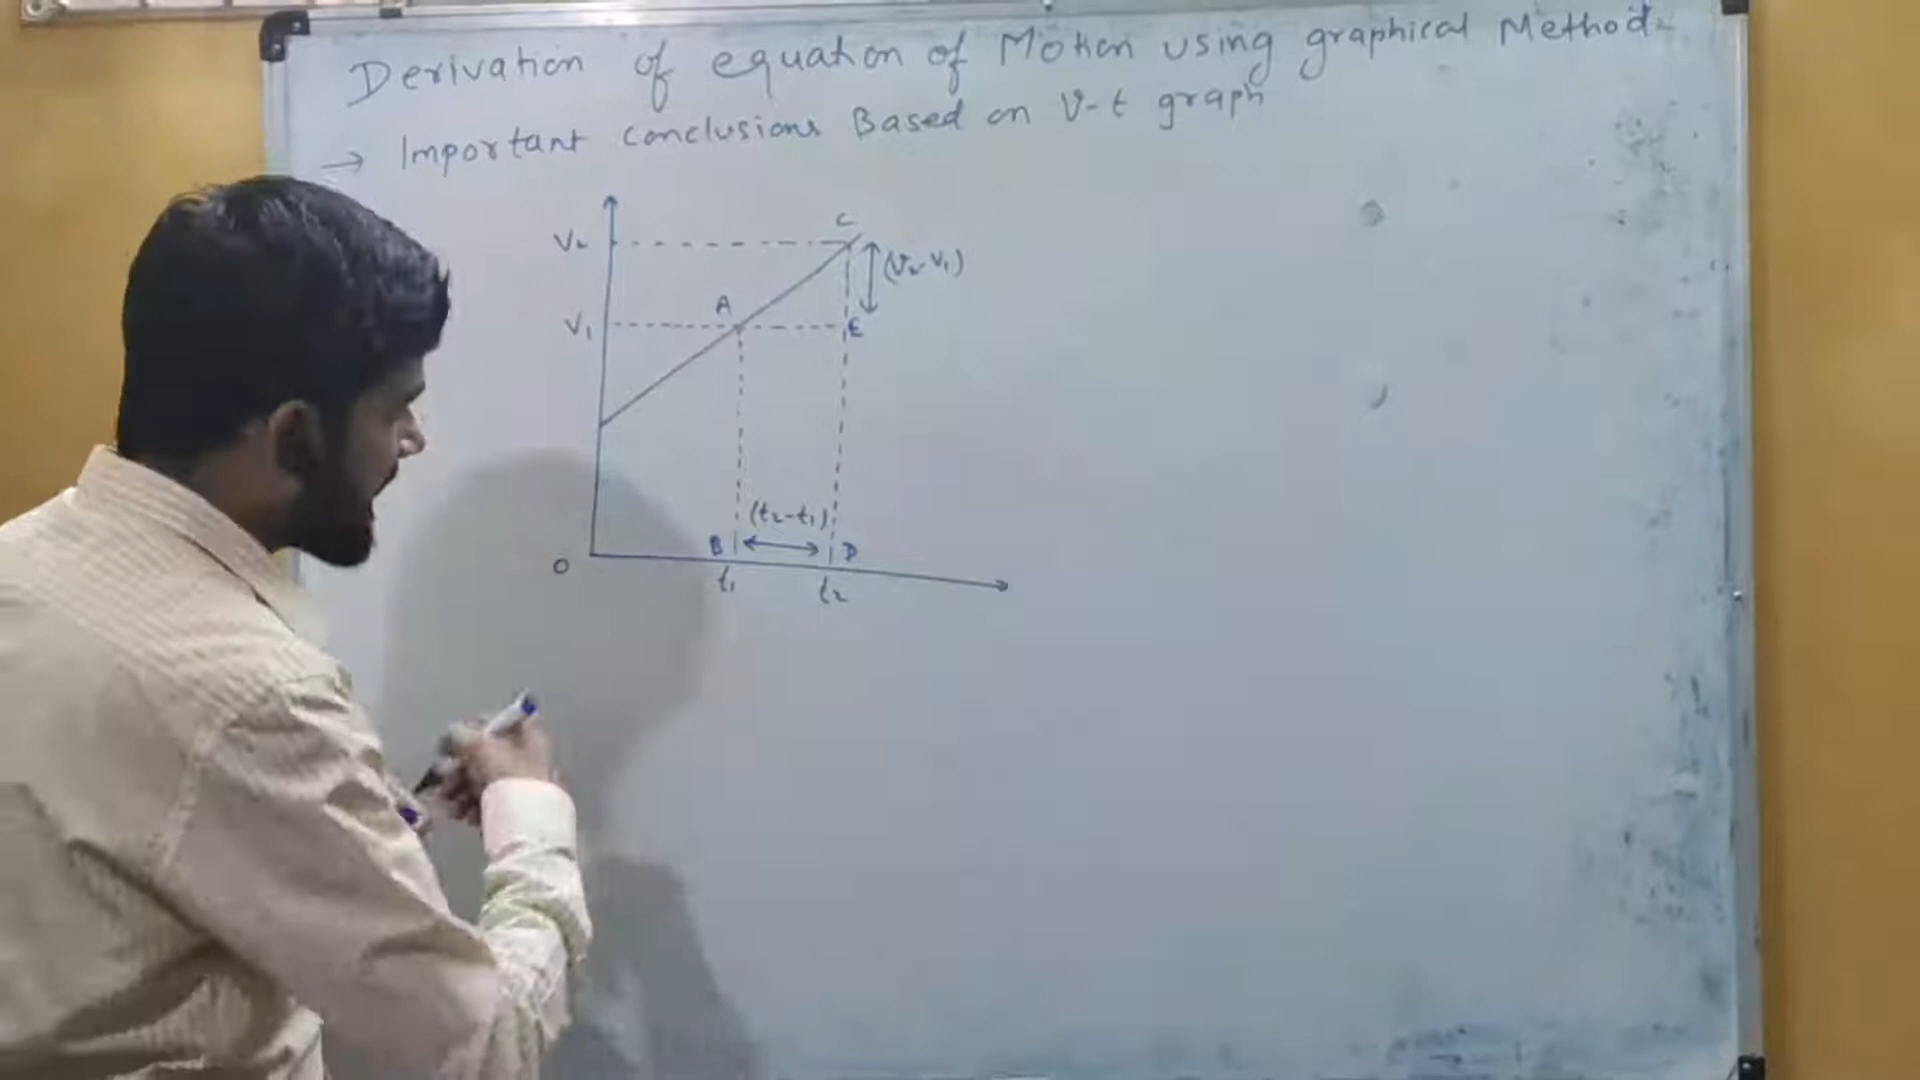 Derivation of equation of Motion using graphical Method:
→ Important conclusions Based on v-t graph
C
V₂
(v₂-v₁)
A
V₁
E
(t₂-t₁)
B
D
O
t₁
t₂